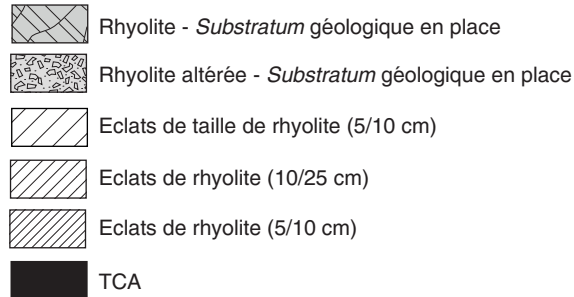 Rhyolite - Substratum géologique en place
Rhyolite altérée - Substratum géologique en place
Eclats de taille de rhyolite (5/10 cm)
Eclats de rhyolite (10/25 cm)
Eclats de rhyolite (5/10 cm)
TCA